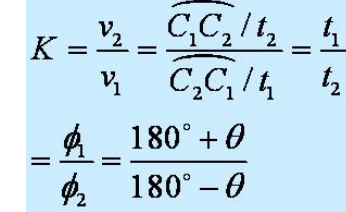 K = v₂/v₁ = (C₁C₂⌢ / t₂)/(C₂C₁⌢ / t₁) = t₁/t₂
= ϕ₁/ϕ₂ = (180° + θ)/(180° − θ)